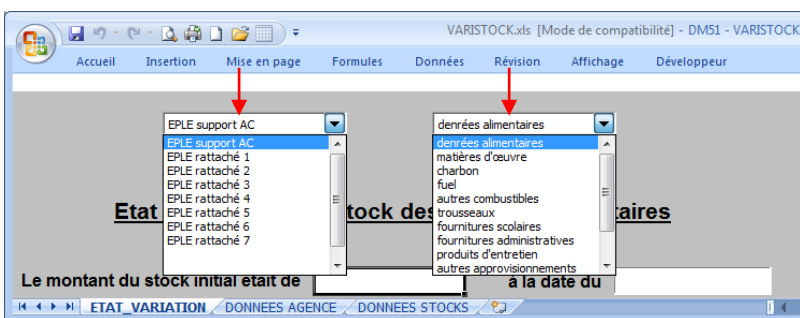 VARISTOCK.xls [Mode de compatibilité] - DM51 - VARISTOCK
Accueil Insertion Mise en page Formules Données Révision Affichage Développeur
EPLE support AC
EPLE support AC
EPLE rattaché 1
EPLE rattaché 2
EPLE rattaché 3
EPLE rattaché 4
EPLE rattaché 5
EPLE rattaché 6
EPLE rattaché 7
denrées alimentaires
denrées alimentaires
matières d'œuvre
charbon
fuel
autres combustibles
trousseaux
fournitures scolaires
fournitures administratives
produits d'entretien
autres approvisionnements
Etat tock des aires
Le montant du stock initial était de à la date du
ETAT_VARIATION DONNEES AGENCE DONNEES STOCKS